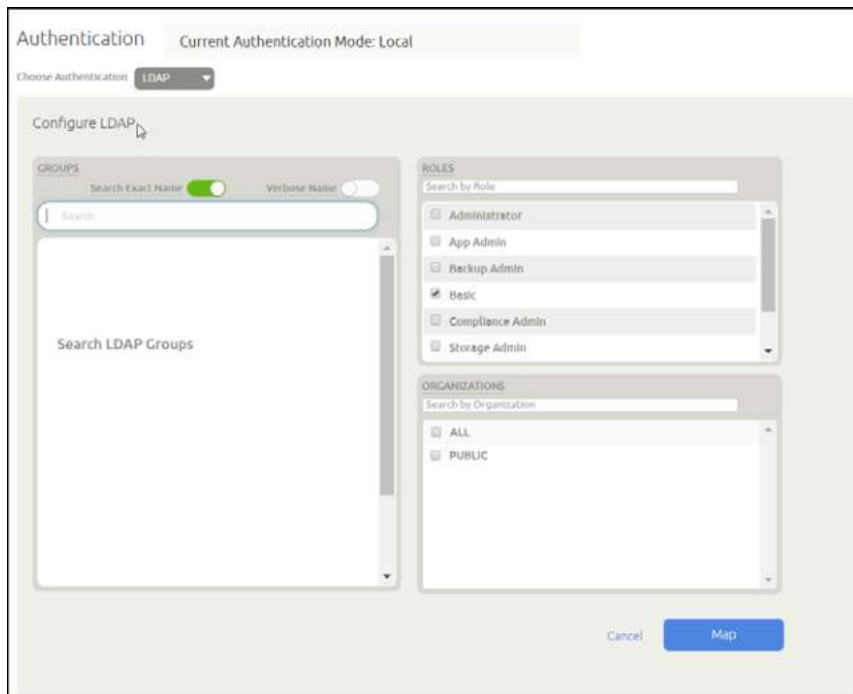 Authentication
Current Authentication Mode: Local
Choose Authentication LDAP
Configure LDAP
GROUPS
Search Exact Name
Verbose Name
Search
Search LDAP Groups
ROLES
Search by Role
Administrator
App Admin
Backup Admin
Basic
Compliance Admin
Storage Admin
ORGANIZATIONS
Search by Organization
ALL
PUBLIC
Cancel
Map